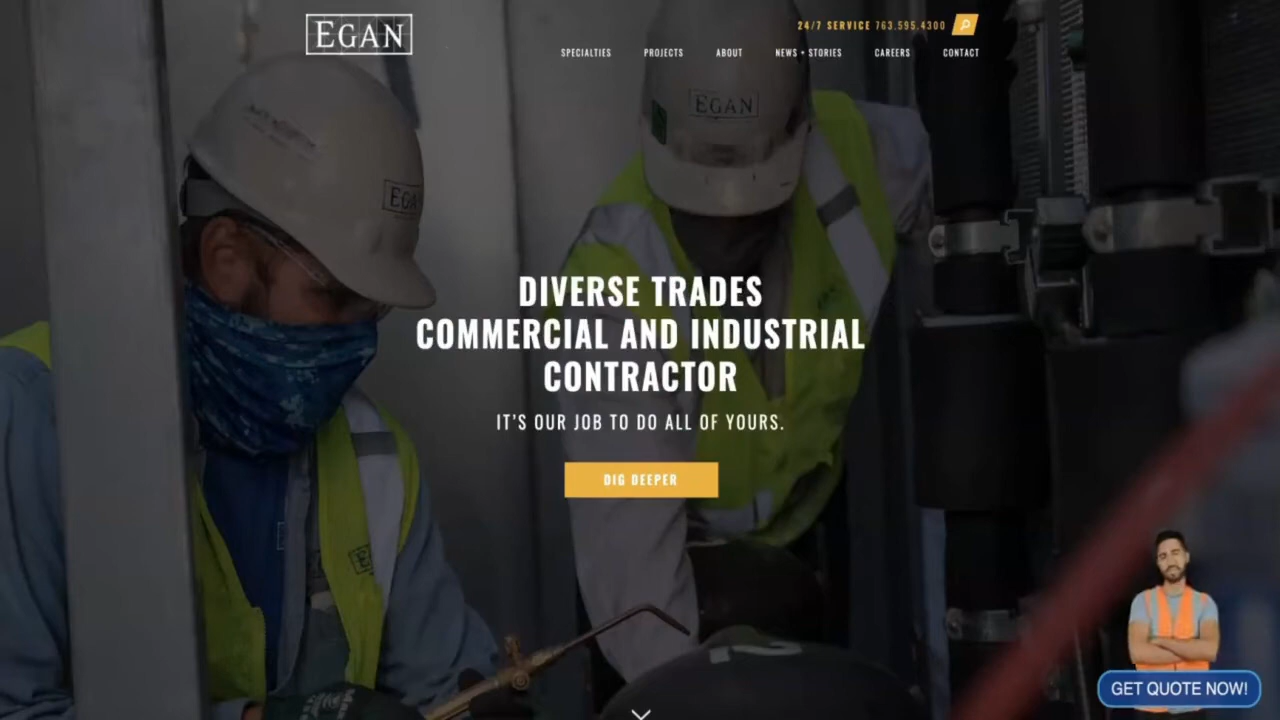 EGAN
24/7 SERVICE 763.595.4300
SPECIALTIES PROJECTS ABOUT NEWS + STORIES CAREERS CONTACT
EGAN
DIVERSE TRADES
COMMERCIAL AND INDUSTRIAL
CONTRACTOR
IT'S OUR JOB TO DO ALL OF YOURS.
DIG DEEPER
GET QUOTE NOW!